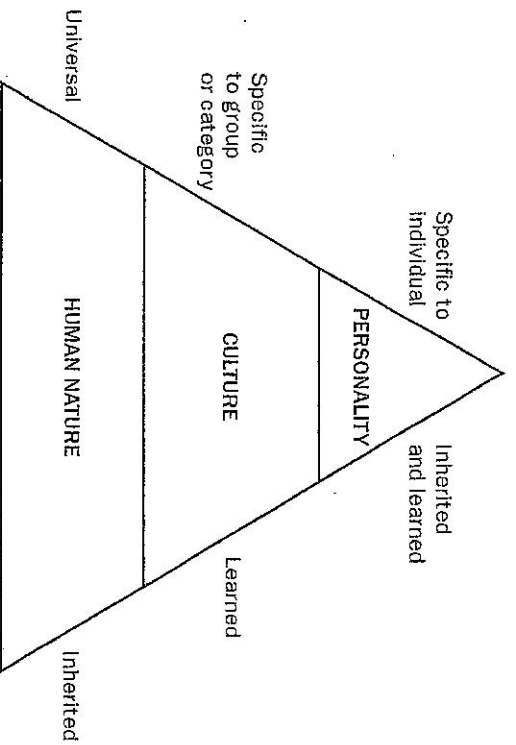 Specific to
individual
Inherited
and learned
PERSONALITY
Specific
to group
or category
CULTURE
Learned
Universal
HUMAN NATURE
Inherited